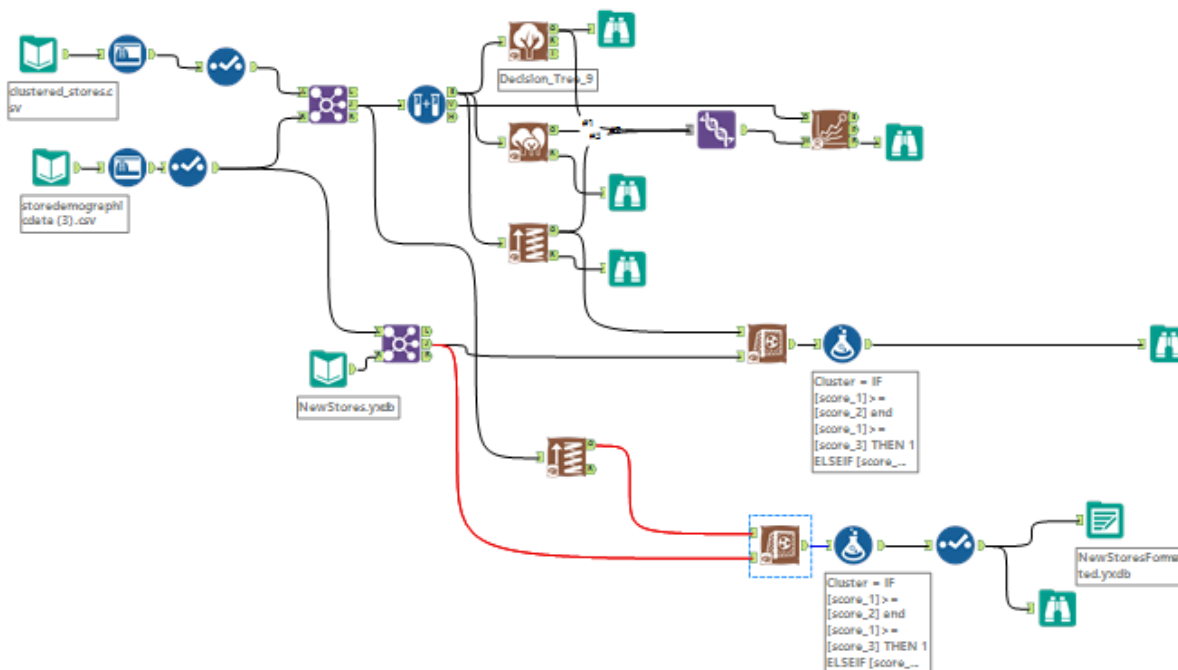 clustered_stores.c
sv
Decision_Tree_9
#1
#2
storedemographi
cdata (3).csv
NewStores.yxdb
Cluster = IF
[score_1] >=
[score_2] and
[score_1] >=
[score_3] THEN 1
ELSEIF [score_...
NewStoresForma
ted.yxdb
Cluster = IF
[score_1] >=
[score_2] and
[score_1] >=
[score_3] THEN 1
ELSEIF [score_...